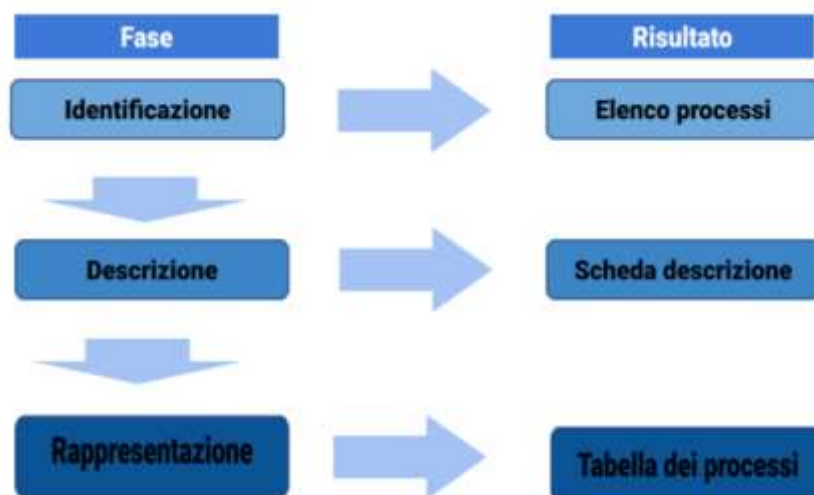 Fase
Risultato
Identificazione
Elenco processi
Descrizione
Scheda descrizione
Rappresentazione
Tabella dei processi